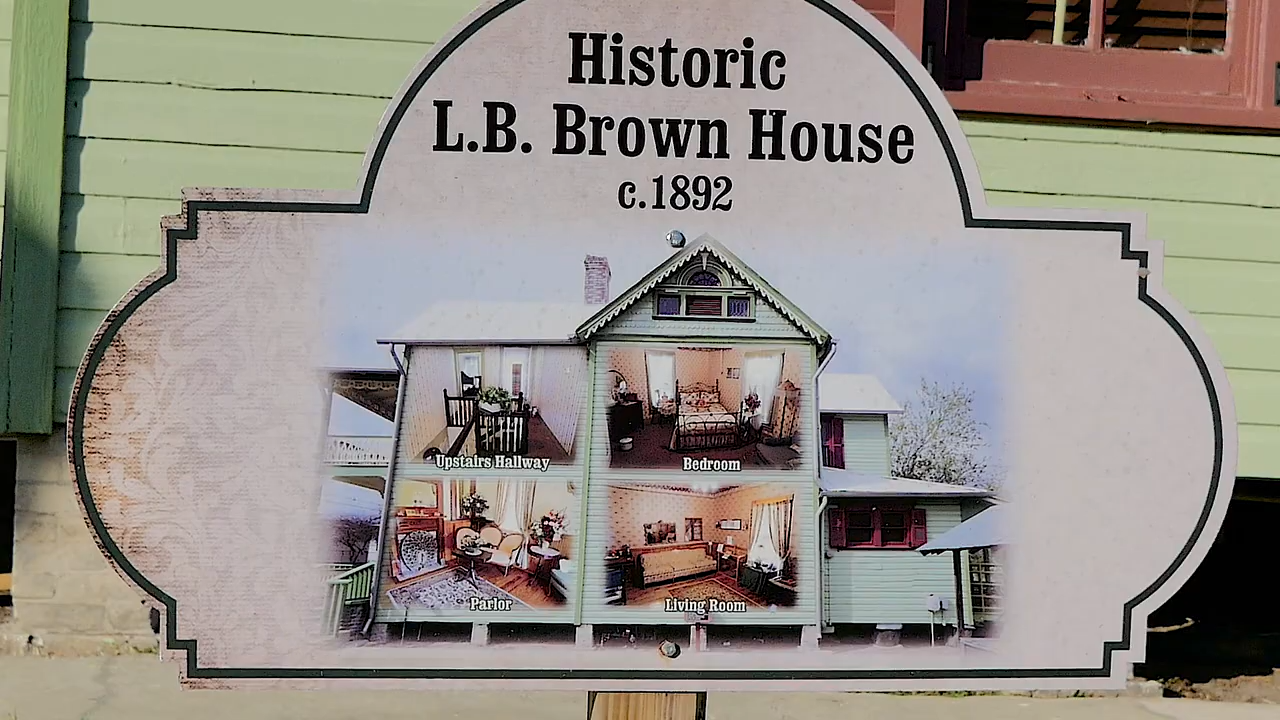 Historic
L.B. Brown House
c.1892
Upstairs Hallway
Bedroom
Parlor
Living Room